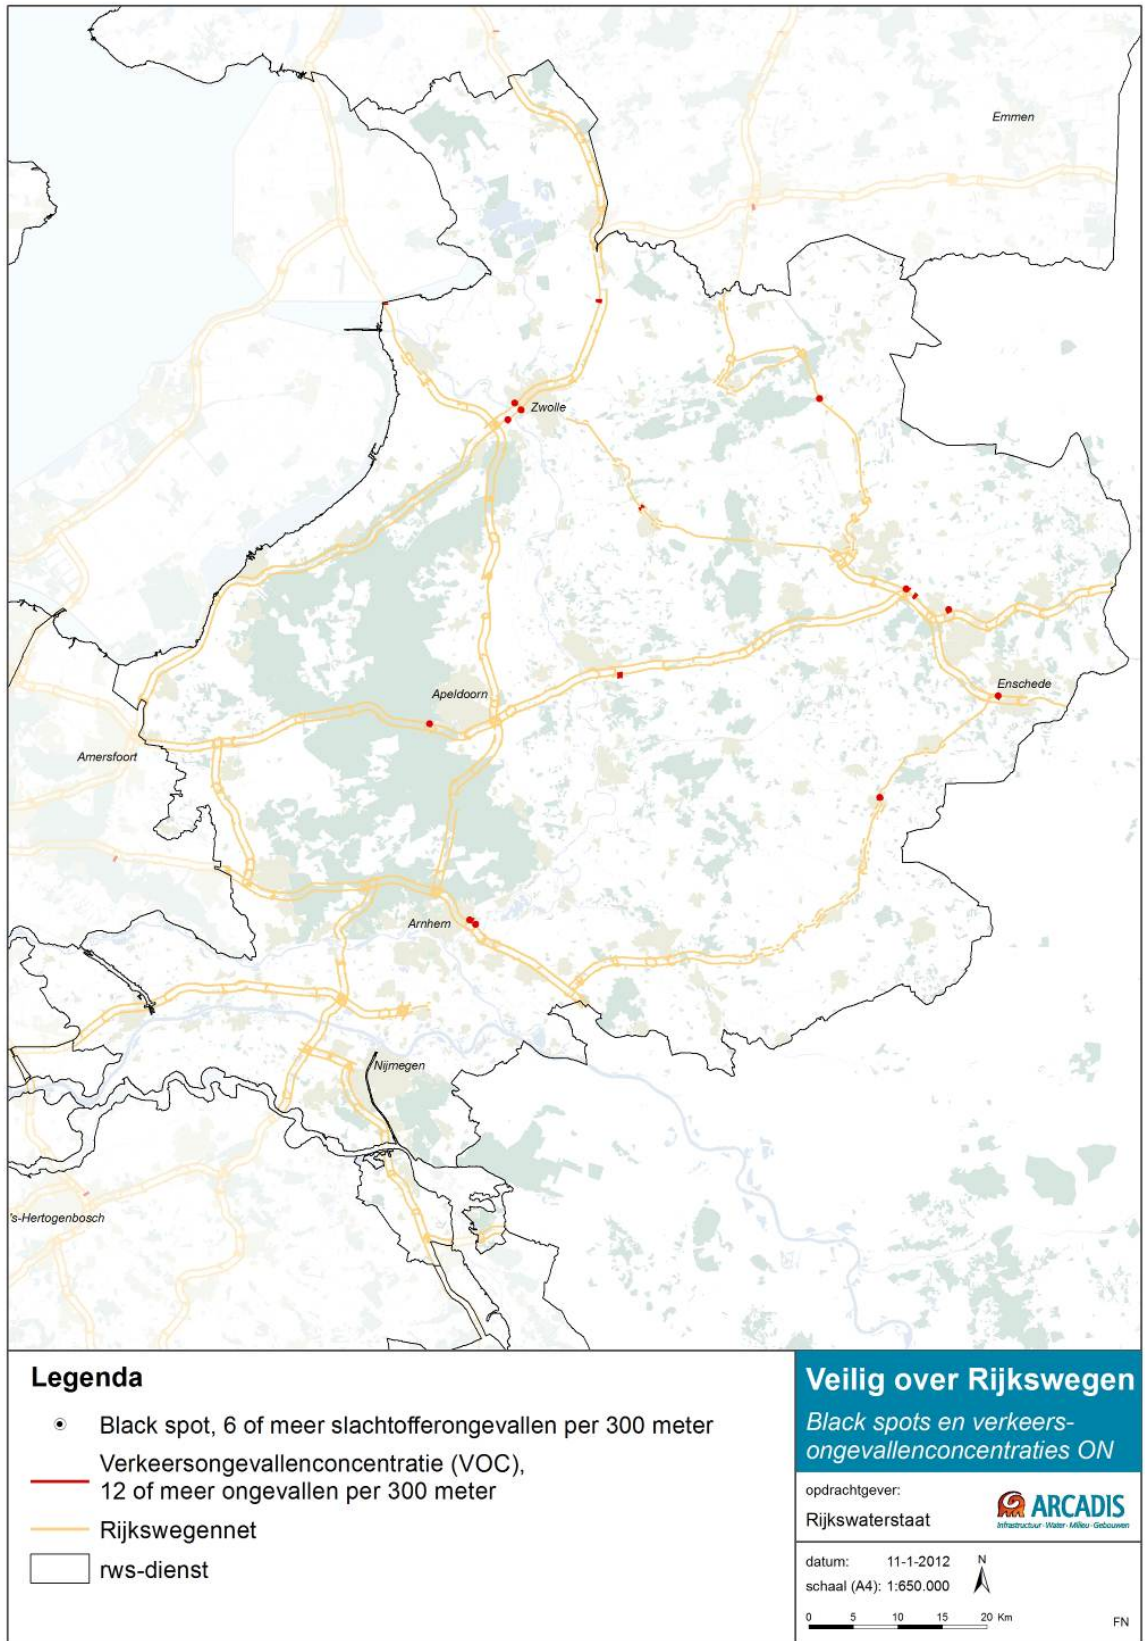 Emmen
Zwolle
Apeldoorn
Enschede
Amersfoort
Arnhem
Nijmegen
's-Hertogenbosch
Legenda
Black spot, 6 of meer slachtofferongevallen per 300 meter
Verkeersongevallenconcentratie (VOC),
12 of meer ongevallen per 300 meter
Rijkswegennet
rws-dienst
Veilig over Rijkswegen
Black spots en verkeers-
ongevallenconcentraties ON
opdrachtgever:
Rijkswaterstaat
ARCADIS
Infrastructuur · Water · Milieu · Gebouwen
datum: 11-1-2012
N
schaal (A4): 1:650.000
0 5 10 15 20 Km
FN